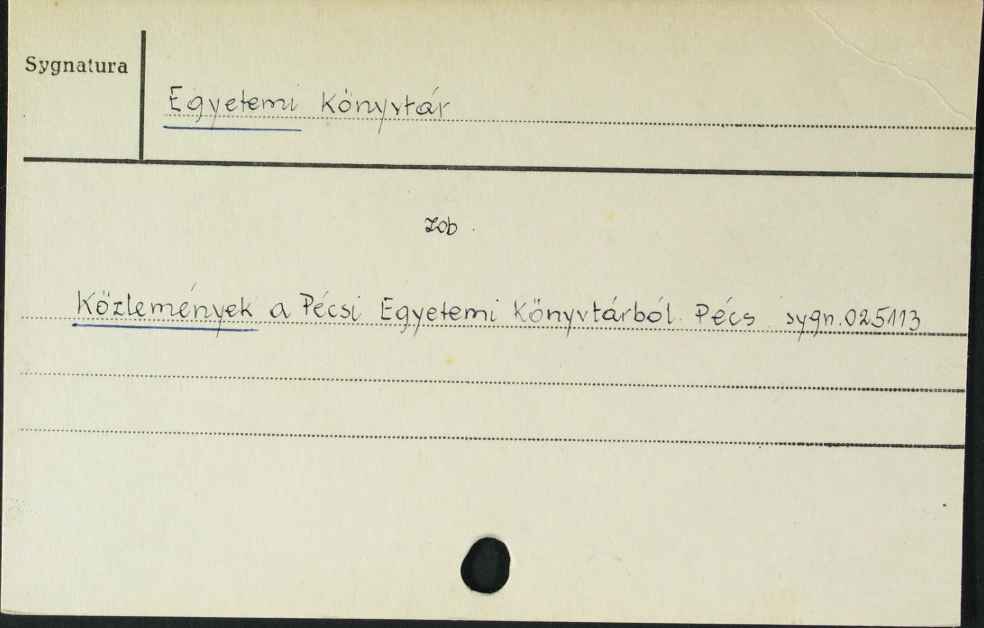 Sygnatura
Egyetemi Könyvtár
zob.
Közlemények a Pécsi Egyetemi Könyvtárból. Pécs sygn. 025113